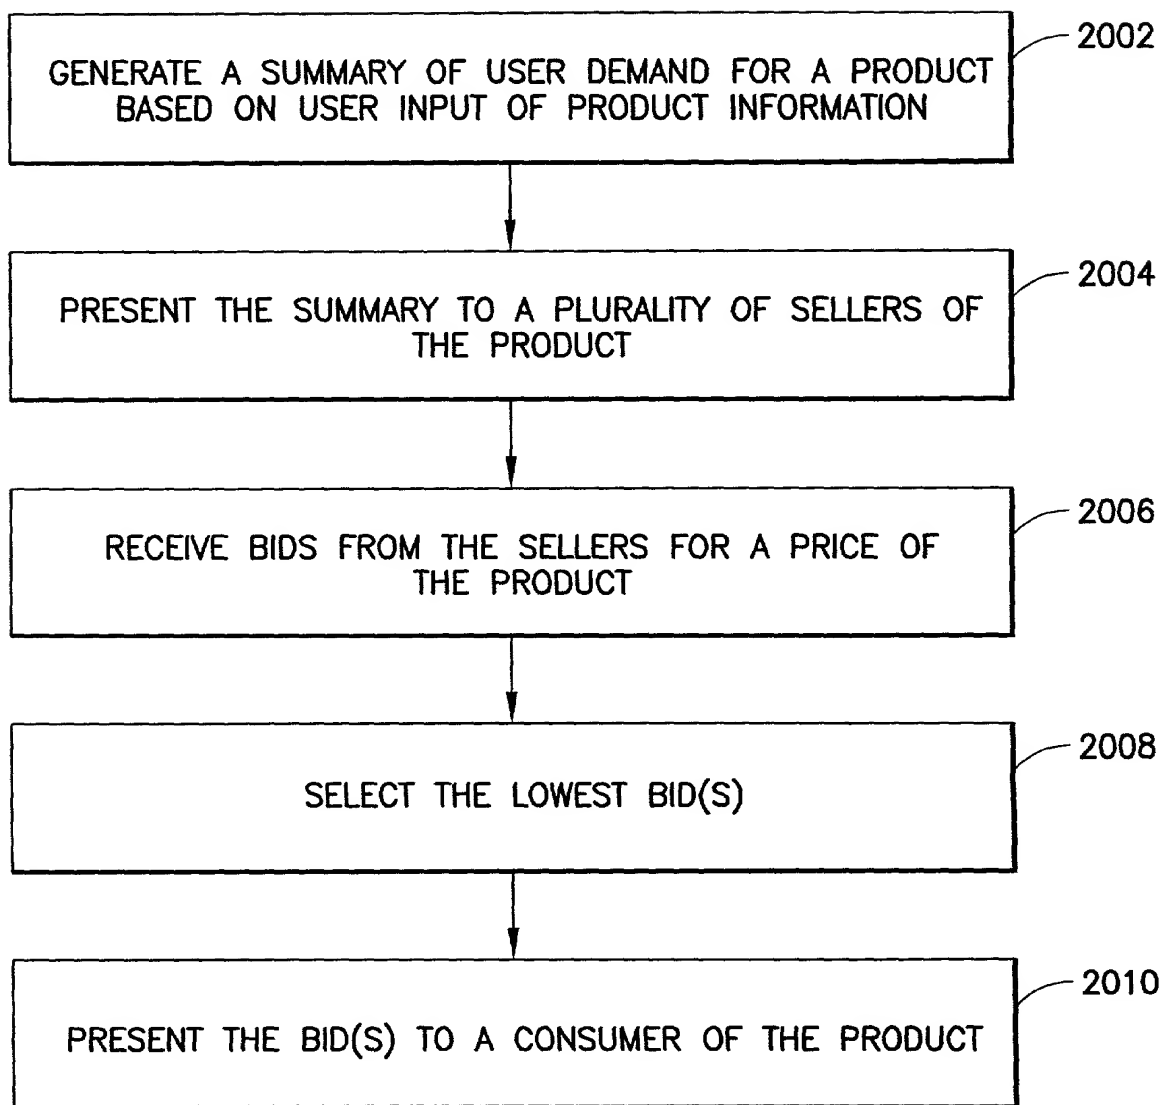 2002
GENERATE A SUMMARY OF USER DEMAND FOR A PRODUCT
BASED ON USER INPUT OF PRODUCT INFORMATION
2004
PRESENT THE SUMMARY TO A PLURALITY OF SELLERS OF
THE PRODUCT
2006
RECEIVE BIDS FROM THE SELLERS FOR A PRICE OF
THE PRODUCT
2008
SELECT THE LOWEST BID(S)
2010
PRESENT THE BID(S) TO A CONSUMER OF THE PRODUCT